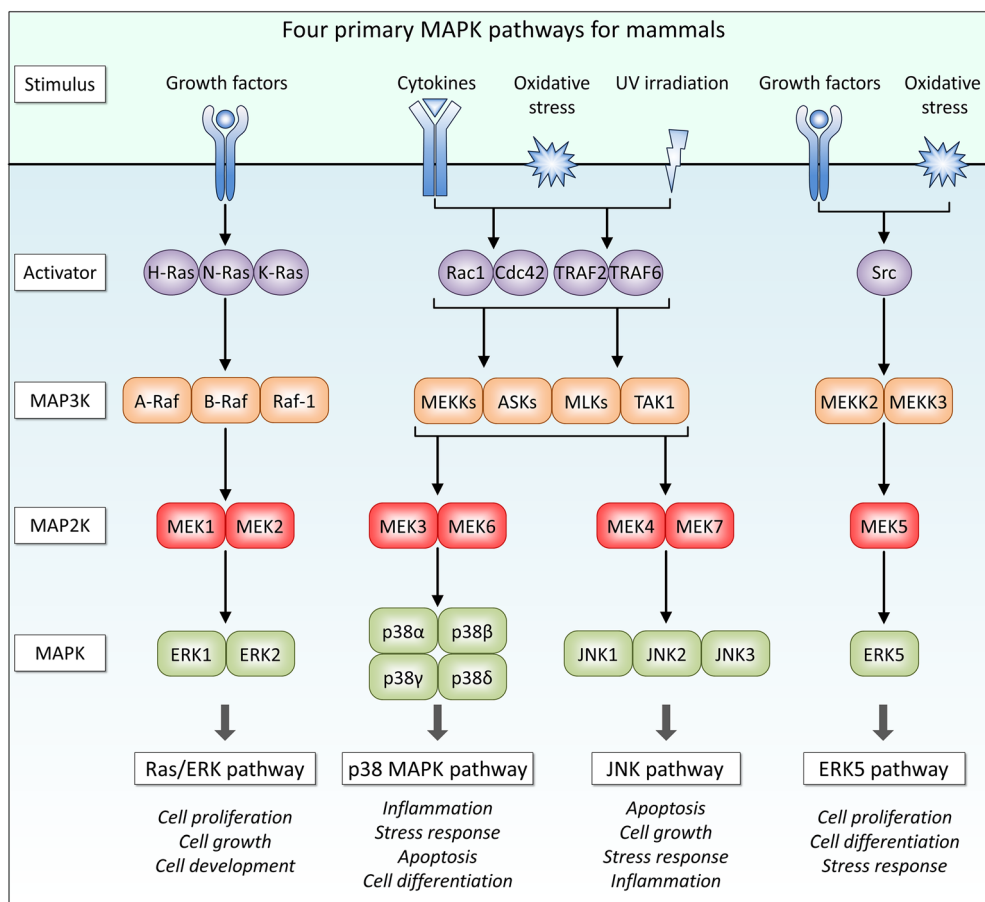 Four primary MAPK pathways for mammals
Stimulus
Growth factors
Cytokines
Oxidative
stress
UV irradiation
Growth factors
Oxidative
stress
Activator
H-Ras N-Ras K-Ras
Rac1 Cdc42 TRAF2 TRAF6
Src
MAP3K
A-Raf B-Raf Raf-1
MEKKs ASKs MLKs TAK1
MEKK2 MEKK3
MAP2K
MEK1 MEK2
MEK3 MEK6
MEK4 MEK7
MEK5
MAPK
ERK1 ERK2
p38α p38β
p38γ p38δ
JNK1 JNK2 JNK3
ERK5
Ras/ERK pathway
Cell proliferation
Cell growth
Cell development
p38 MAPK pathway
Inflammation
Stress response
Apoptosis
Cell differentiation
JNK pathway
Apoptosis
Cell growth
Stress response
Inflammation
ERK5 pathway
Cell proliferation
Cell differentiation
Stress response